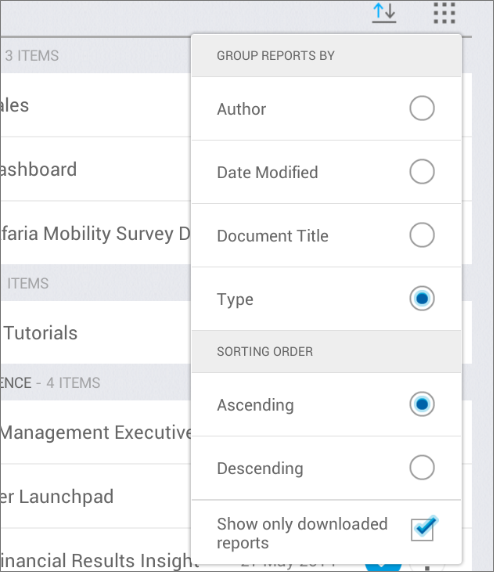 3 ITEMS
GROUP REPORTS BY
ales
Author
ashboard
Date Modified
faria Mobility Survey D
Document Title
ITEMS
Type
Tutorials
SORTING ORDER
ENCE - 4 ITEMS
Ascending
Management Executive
Descending
er Launchpad
Show only downloaded
reports
inancial Results Insight